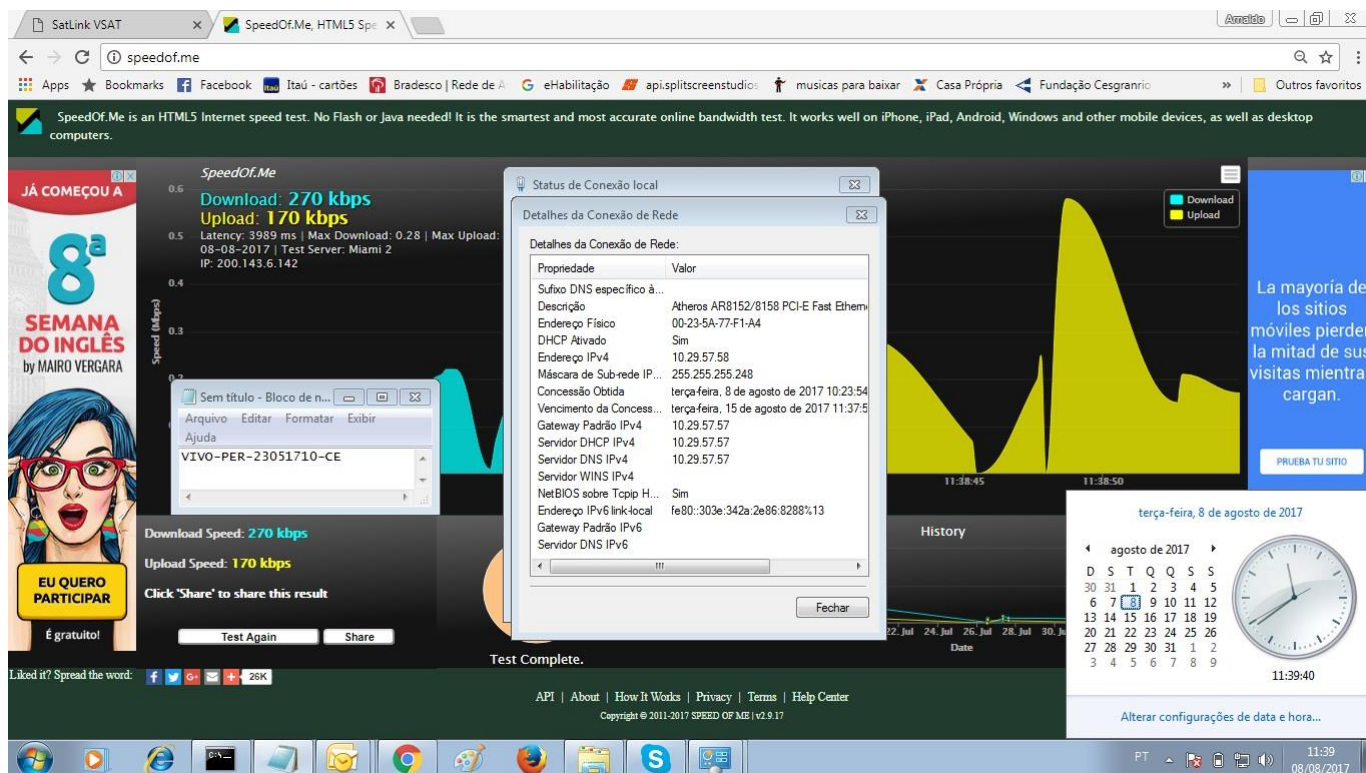 SatLink VSAT
SpeedOf.Me, HTML5 Spe
Arnaldo
speedof.me
Apps
Bookmarks
Facebook
Itaú - cartões
Bradesco | Rede de A
eHabilitação
api.splitscreenstudios
musicas para baixar
Casa Própria
Fundação Cesgranrio
»
Outros favoritos
SpeedOf.Me is an HTML5 Internet speed test. No Flash or Java needed! It is the smartest and most accurate online bandwidth test. It works well on iPhone, iPad, Android, Windows and other mobile devices, as well as desktop
computers.
JÁ COMEÇOU A
8ª
SEMANA
DO INGLÊS
by MAIRO VERGARA
EU QUERO
PARTICIPAR
É gratuito!
SpeedOf.Me
Download: 270 kbps
Upload: 170 kbps
Latency: 3989 ms | Max Download: 0.28 | Max Upload:
08-08-2017 | Test Server: Miami 2
IP: 200.143.6.142
0.6
0.5
0.4
0.3
0.2
Speed (Mbps)
Download
Upload
11:38:45
11:38:50
Sem título - Bloco de n...
Arquivo Editar Formatar Exibir
Ajuda
VIVO-PER-23051710-CE
Status de Conexão local
Detalhes da Conexão de Rede
Detalhes da Conexão de Rede:
Propriedade Valor
Sufixo DNS específico à...
Descrição Atheros AR8152/8158 PCI-E Fast Etherne
Endereço Físico 00-23-5A-77-F1-A4
DHCP Ativado Sim
Endereço IPv4 10.29.57.58
Máscara de Sub-rede IP... 255.255.255.248
Concessão Obtida terça-feira, 8 de agosto de 2017 10:23:54
Vencimento da Concess... terça-feira, 15 de agosto de 2017 11:37:5
Gateway Padrão IPv4 10.29.57.57
Servidor DHCP IPv4 10.29.57.57
Servidor DNS IPv4 10.29.57.57
Servidor WINS IPv4
NetBIOS sobre Tcpip H... Sim
Endereço IPv6 link-local fe80::303e:342a:2e86:8288%13
Gateway Padrão IPv6
Servidor DNS IPv6
Fechar
La mayoría de
los sitios
móviles pierden
la mitad de sus
visitas mientras
cargan.
PRUEBA TU SITIO
Download Speed: 270 kbps
Upload Speed: 170 kbps
Click 'Share' to share this result
Test Again
Share
Test Complete.
History
22. Jul 24. Jul 26. Jul 28. Jul 30. Ju
Date
terça-feira, 8 de agosto de 2017
agosto de 2017
D S T Q Q S S
30 31 1 2 3 4 5
6 7 8 9 10 11 12
13 14 15 16 17 18 19
20 21 22 23 24 25 26
27 28 29 30 31 1 2
3 4 5 6 7 8 9
11:39:40
Alterar configurações de data e hora...
Liked it? Spread the word:
26K
API | About | How It Works | Privacy | Terms | Help Center
Copyright © 2011-2017 SPEED OF ME | v2.9.17
PT
11:39
08/08/2017